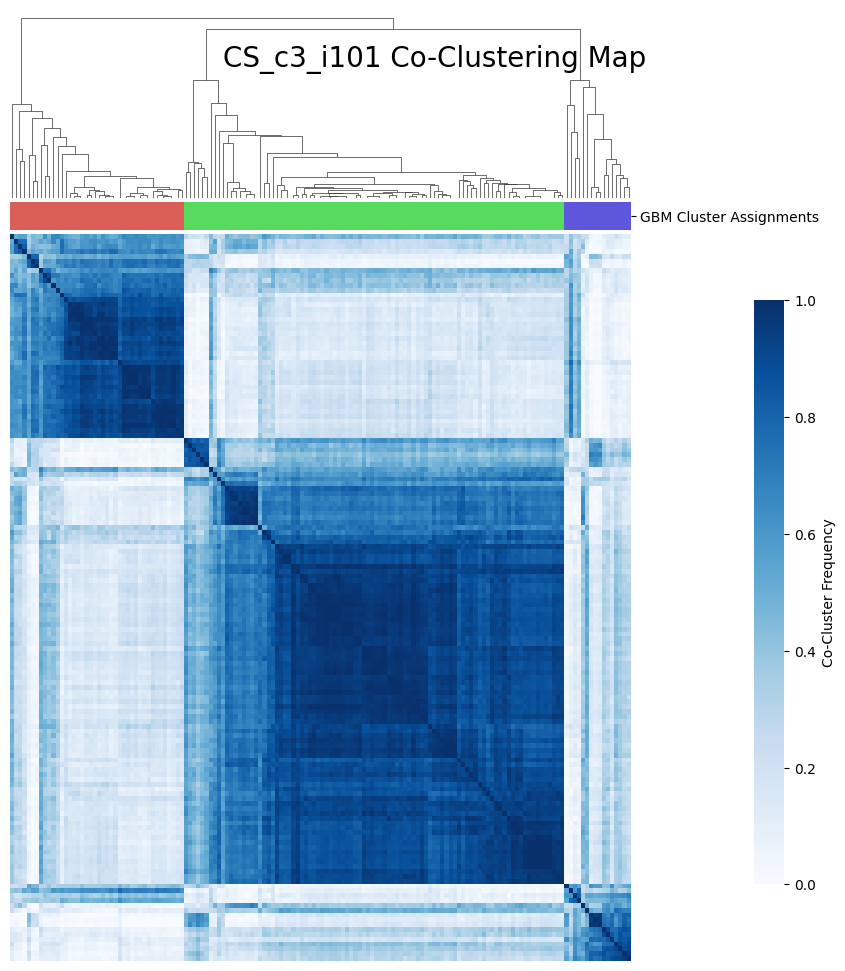 CS_c3_i101 Co-Clustering Map
GBM Cluster Assignments
1.0
0.8
0.6
0.4
0.2
0.0
Co-Cluster Frequency